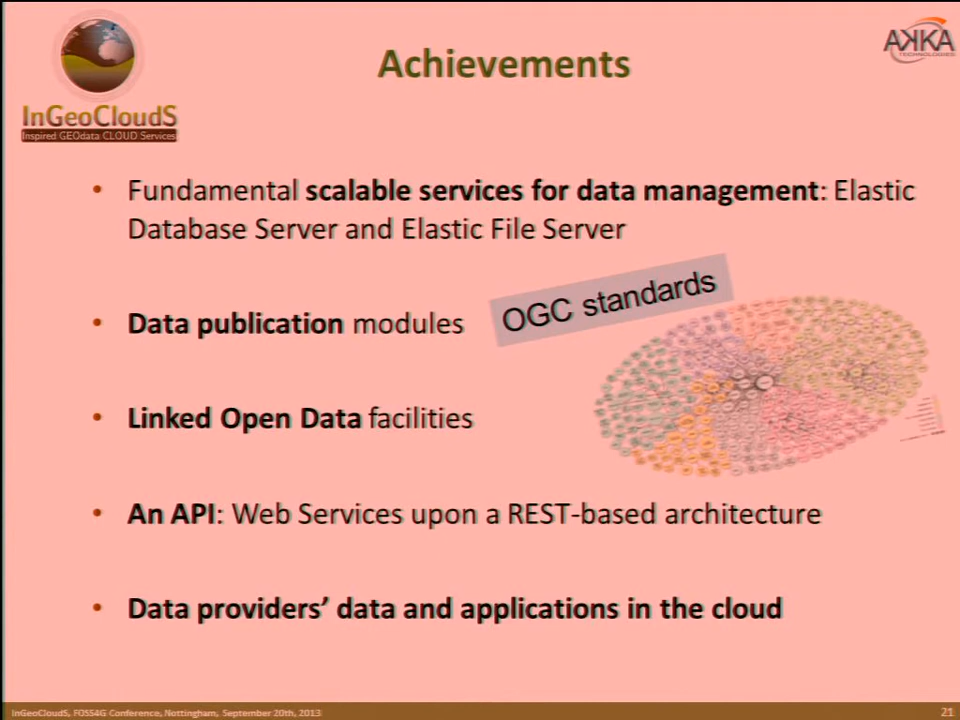 Achievements
AKKA
TECHNOLOGIES
InGeoCloudS
Inspired GEOdata CLOUD Services
• Fundamental scalable services for data management: Elastic
Database Server and Elastic File Server
OGC standards
• Data publication modules
• Linked Open Data facilities
• An API: Web Services upon a REST-based architecture
• Data providers’ data and applications in the cloud
InGeoCloudS, FOSS4G Conference, Nottingham, September 20th, 2013
21